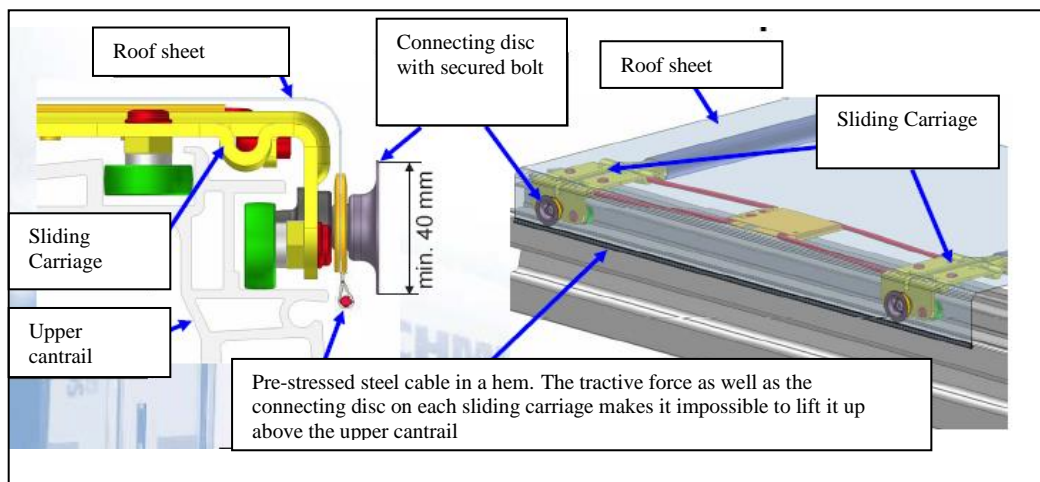 Roof sheet
Connecting disc
with secured bolt
Roof sheet
Sliding Carriage
min. 40 mm
Sliding
Carriage
Upper
cantrail
Pre-stressed steel cable in a hem. The tractive force as well as the
connecting disc on each sliding carriage makes it impossible to lift it up
above the upper cantrail